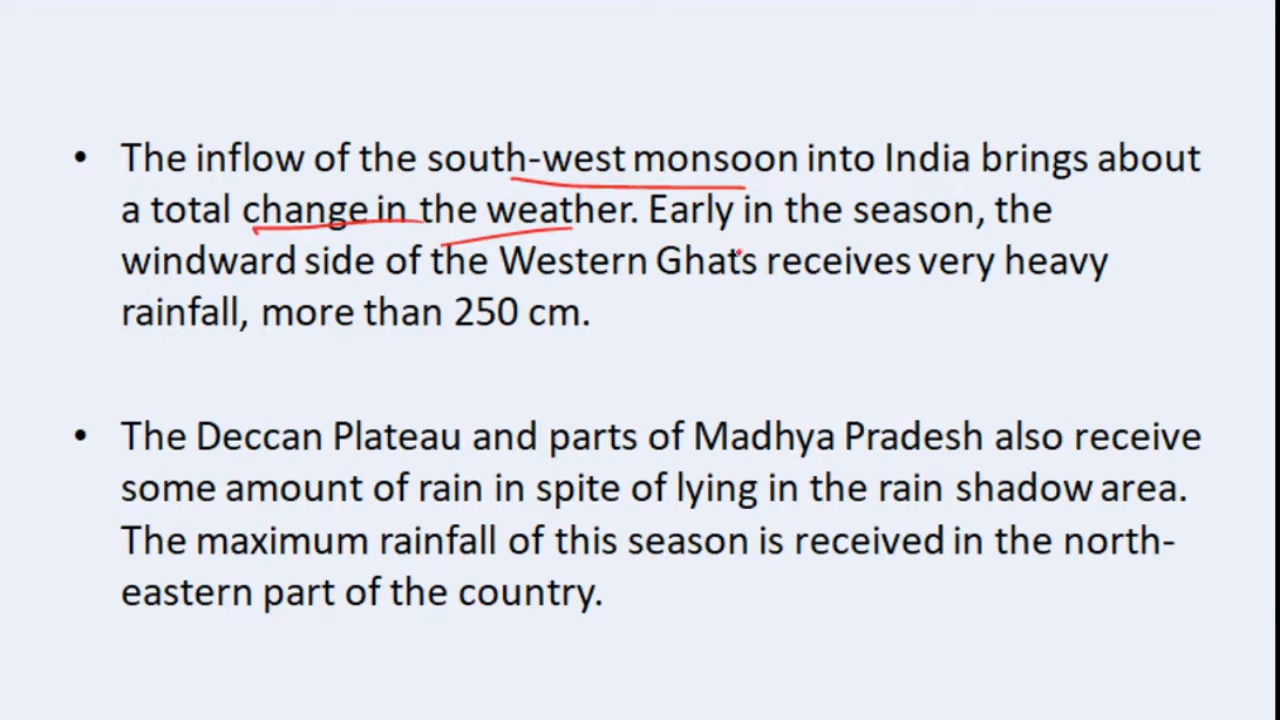 • The inflow of the south-west monsoon into India brings about
a total change in the weather. Early in the season, the
windward side of the Western Ghats receives very heavy
rainfall, more than 250 cm.
• The Deccan Plateau and parts of Madhya Pradesh also receive
some amount of rain in spite of lying in the rain shadow area.
The maximum rainfall of this season is received in the north-
eastern part of the country.